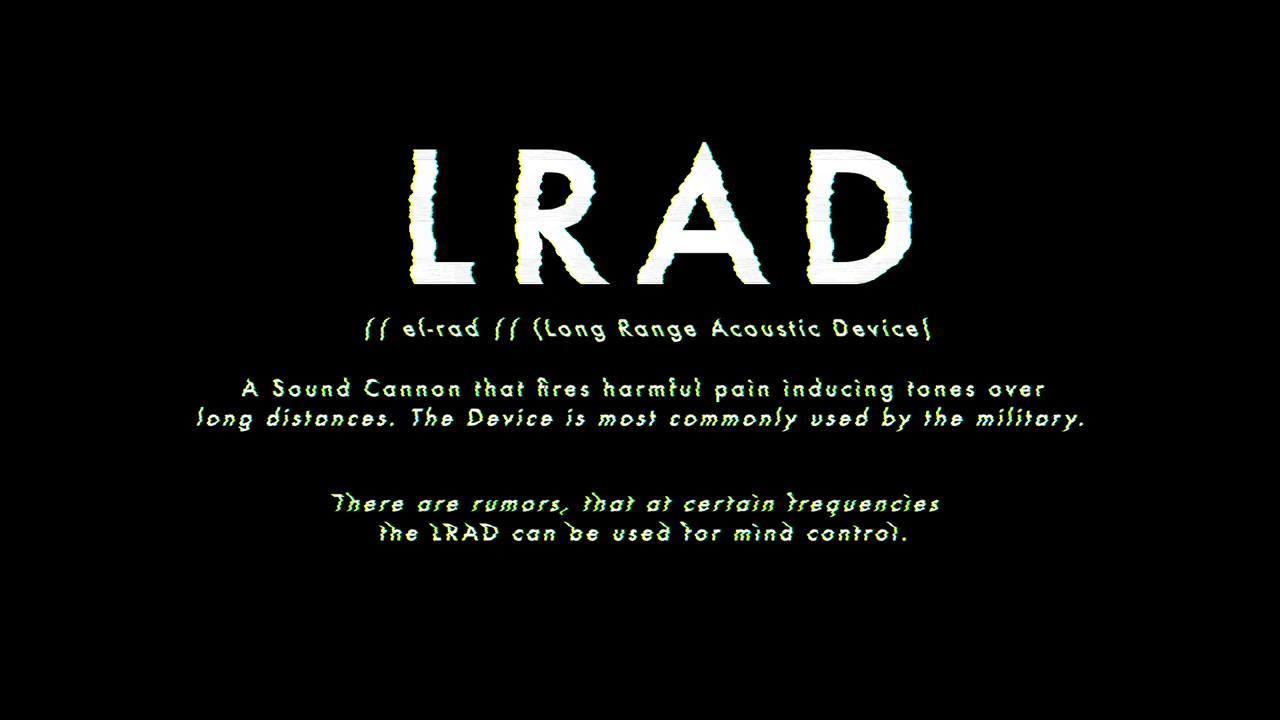 LRAD
// el-rad // (Long Range Acoustic Device)
A Sound Cannon that fires harmful pain inducing tones over
long distances. The Device is most commonly used by the military.
There are rumors, that at certain frequencies
the LRAD can be used for mind control.